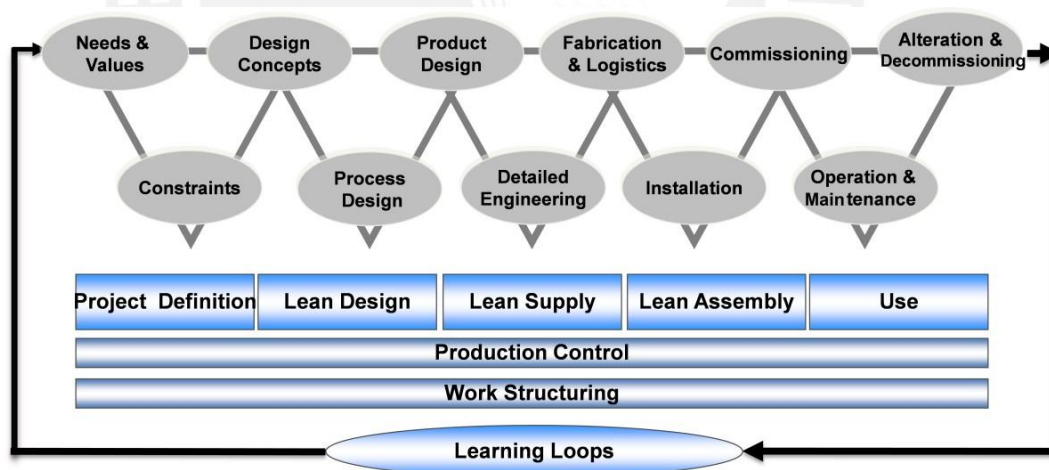 Needs &
Values
Design
Concepts
Product
Design
Fabrication
& Logistics
Commissioning
Alteration &
Decommissioning
Constraints
Process
Design
Detailed
Engineering
Installation
Operation &
Maintenance
Project Definition
Lean Design
Lean Supply
Lean Assembly
Use
Production Control
Work Structuring
Learning Loops